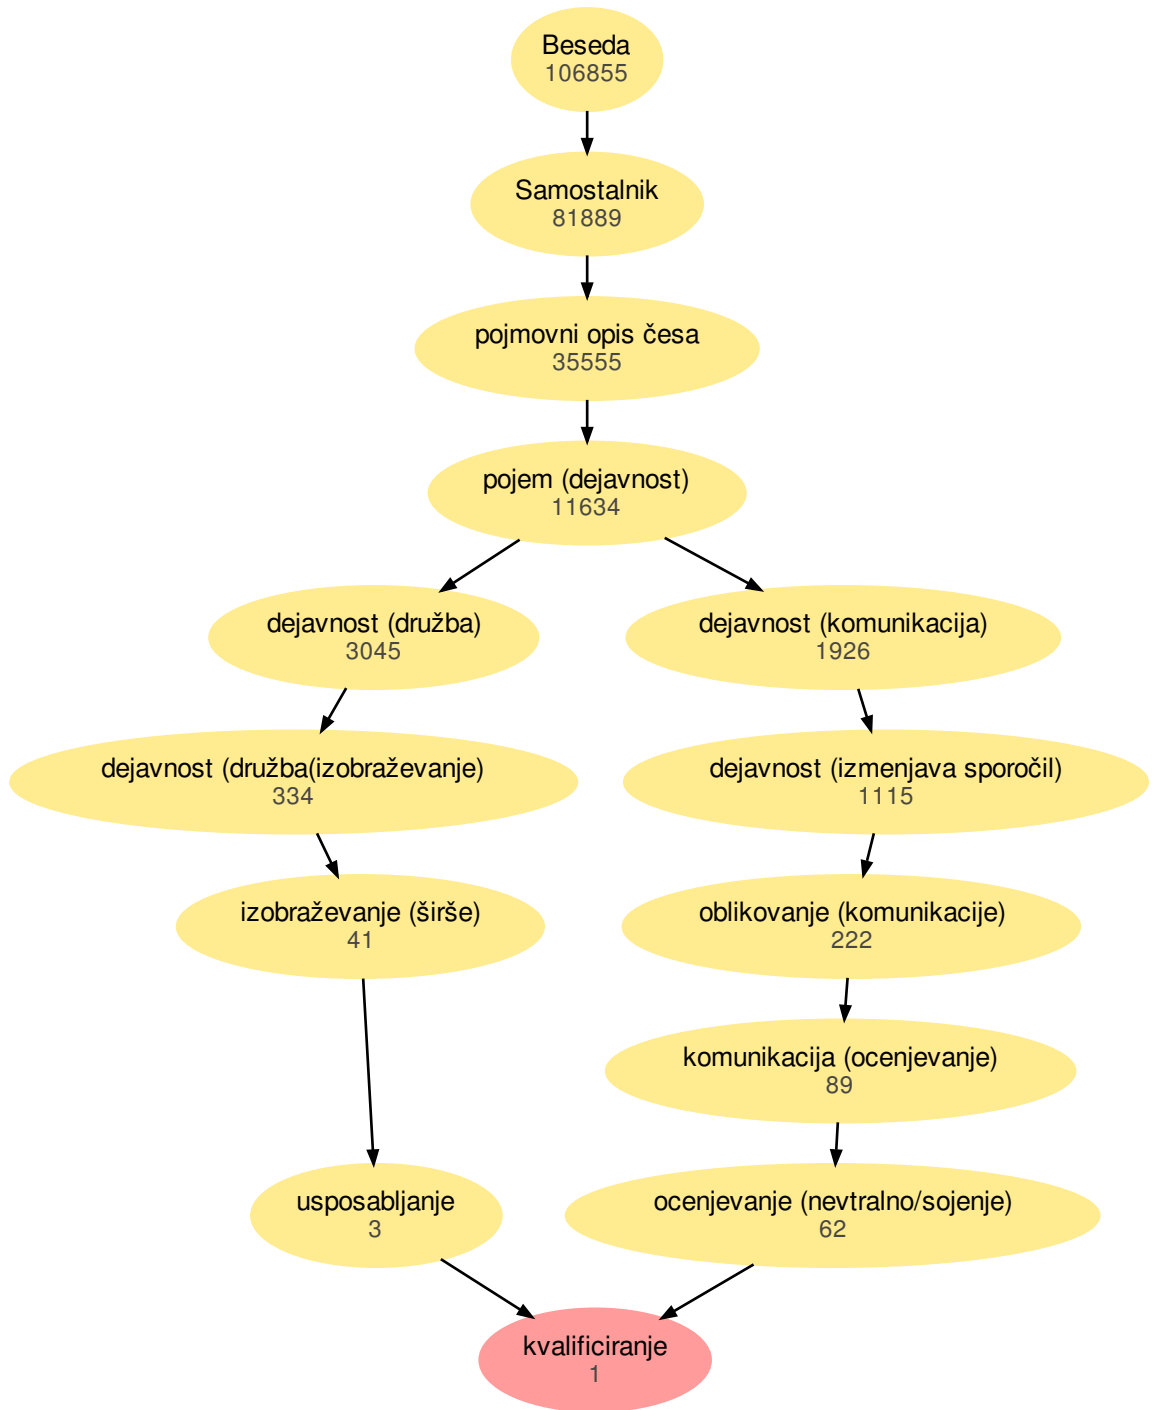 Beseda
106855
Samostalnik
81889
pojmovni opis česa
35555
pojem (dejavnost)
11634
dejavnost (družba)
3045
dejavnost (komunikacija)
1926
dejavnost (družba(izobraževanje)
334
dejavnost (izmenjava sporočil)
1115
izobraževanje (širše)
41
oblikovanje (komunikacije)
222
komunikacija (ocenjevanje)
89
usposabljanje
3
ocenjevanje (nevtralno/sojenje)
62
kvalificiranje
1